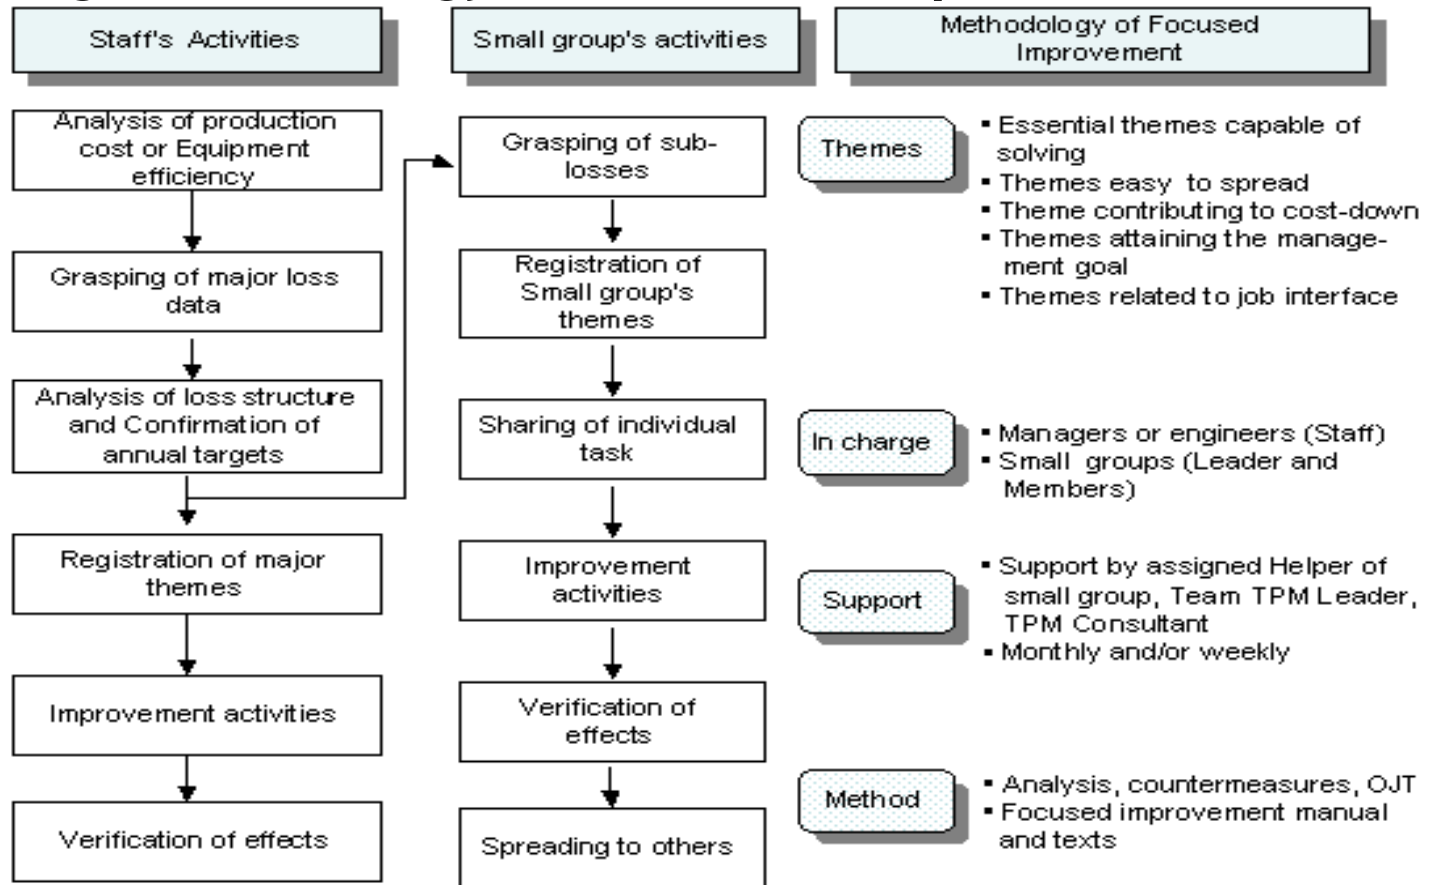 Staff's Activities
Small group's activities
Methodology of Focused
Improvement
Analysis of production
cost or Equipment
efficiency
Grasping of major loss
data
Analysis of loss structure
and Confirmation of
annual targets
Registration of major
themes
Improvement activities
Verification of effects
Grasping of sub-
losses
Registration of
Small group's
themes
Sharing of individual
task
Improvement
activities
Verification of
effects
Spreading to others
Themes
▪ Essential themes capable of
solving
▪ Themes easy to spread
▪ Theme contributing to cost-down
▪ Themes attaining the manage-
ment goal
▪ Themes related to job interface
In charge
▪ Managers or engineers (Staff)
▪ Small groups (Leader and
Members)
Support
▪ Support by assigned Helper of
small group, Team TPM Leader,
TPM Consultant
▪ Monthly and/or weekly
Method
▪ Analysis, countermeasures, OJT
▪ Focused improvement manual
and texts